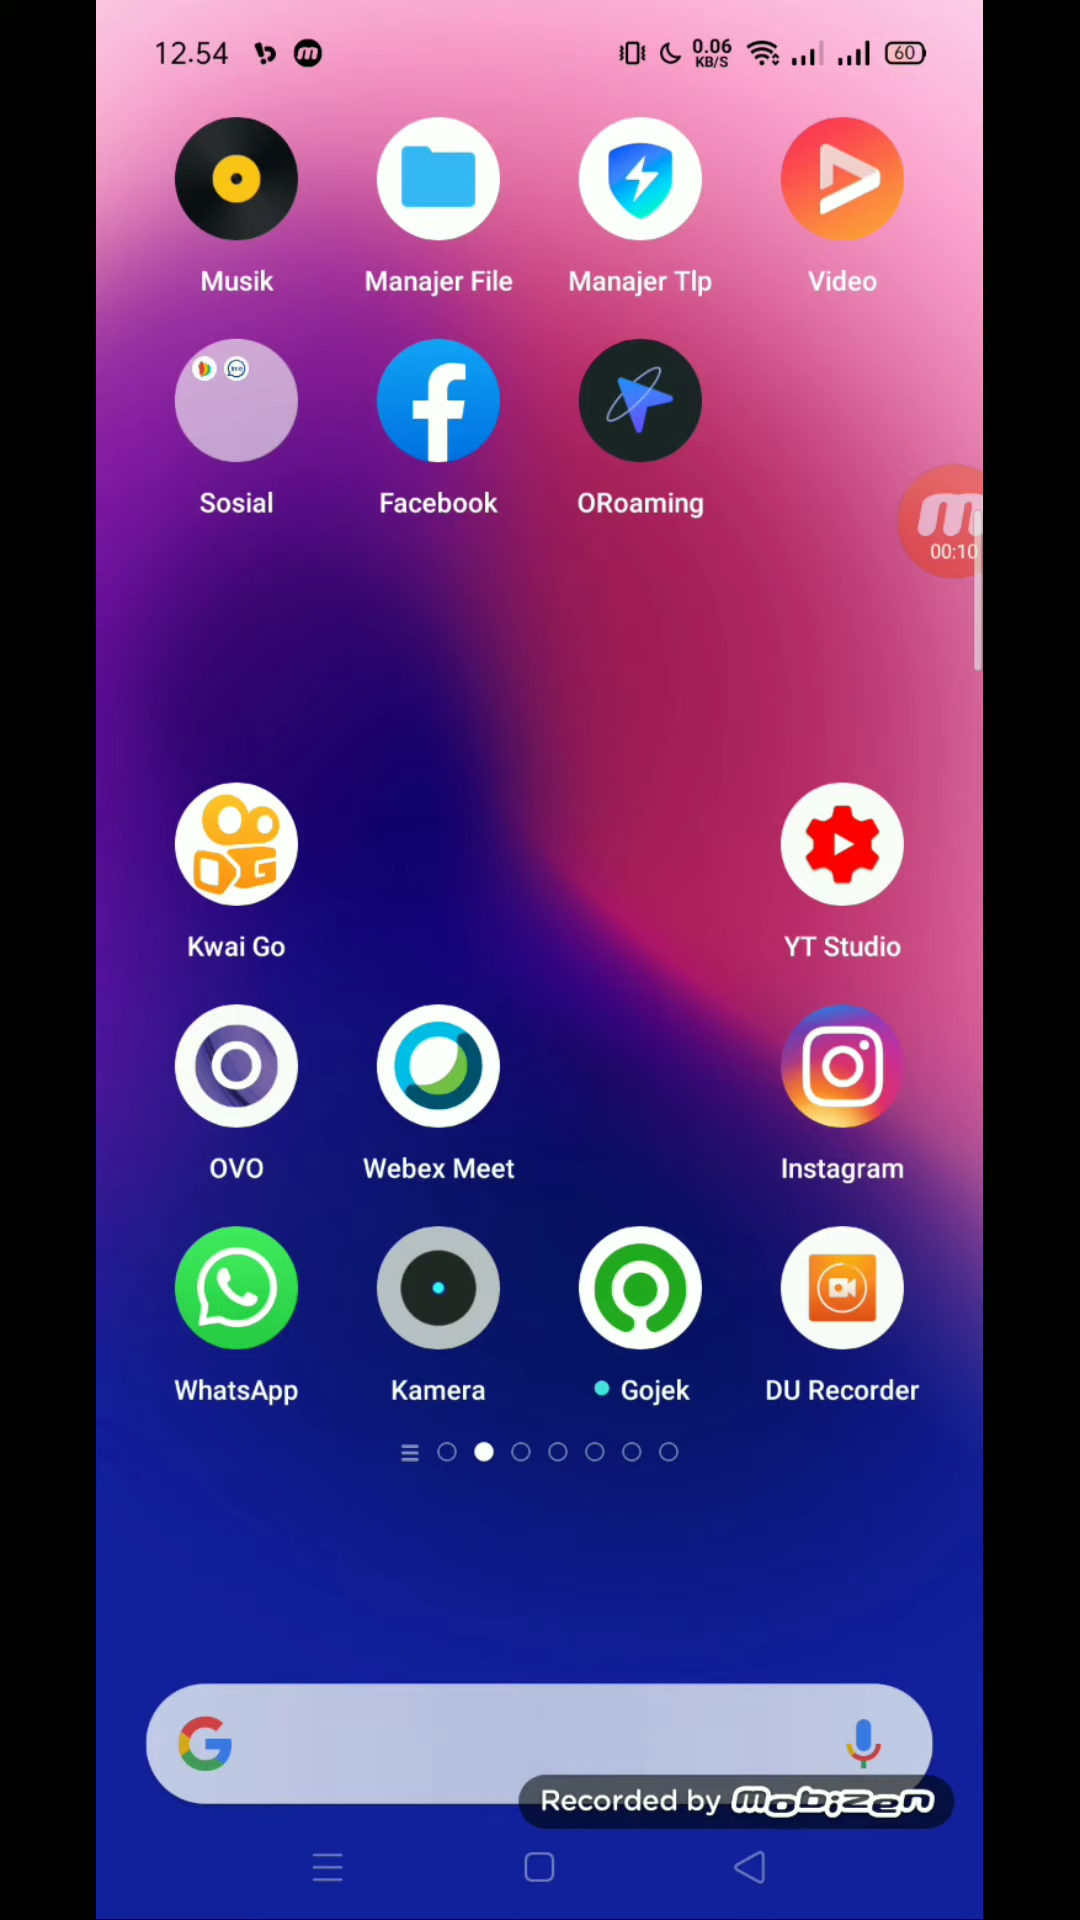 12.54
0.06
KB/S
60
Musik
Manajer File
Manajer Tlp
Video
Sosial
Facebook
ORoaming
00:10
Kwai Go
YT Studio
OVO
Webex Meet
Instagram
WhatsApp
Kamera
Gojek
DU Recorder
Recorded by mobizen